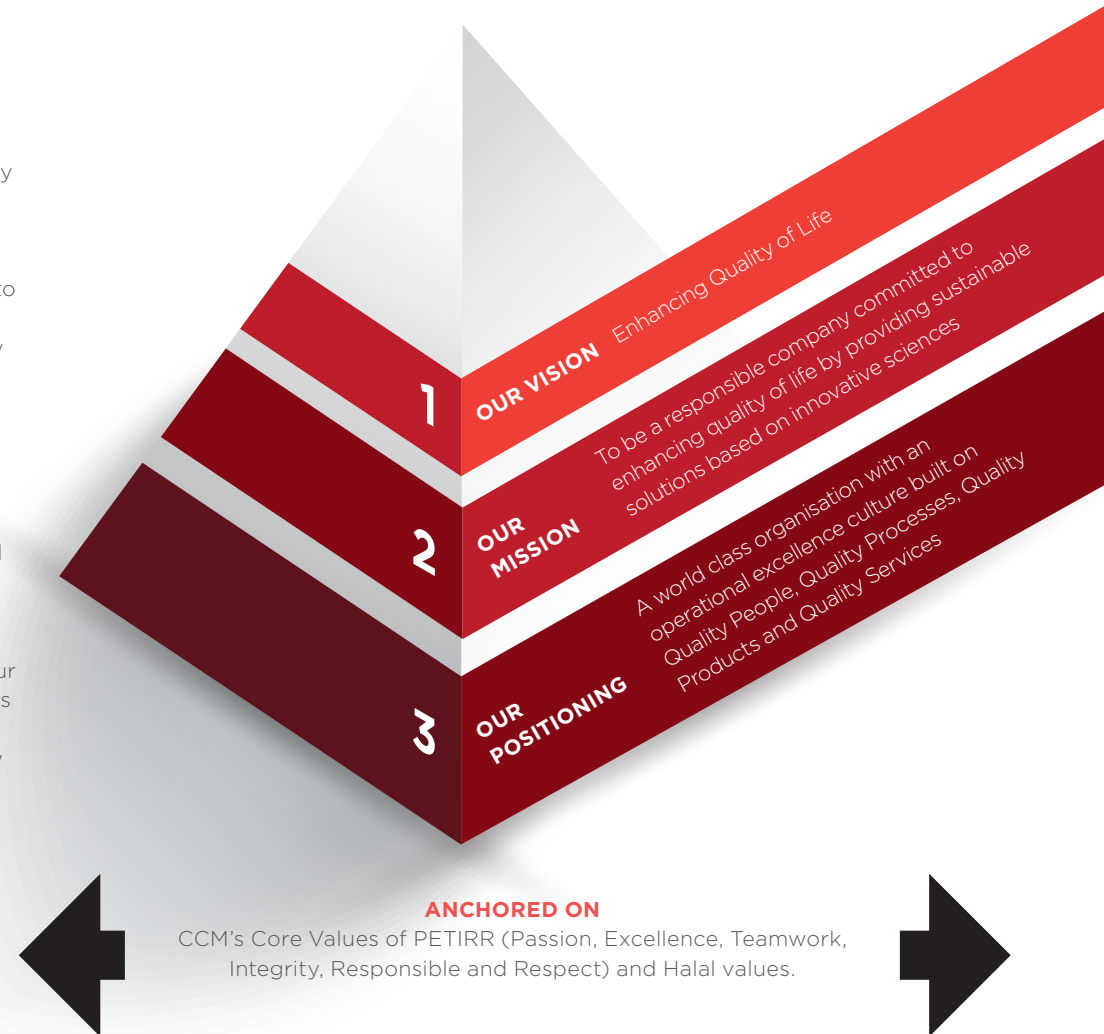 y
to
y
ur
s
y
1
OUR VISION Enhancing Quality of Life
2
OUR
MISSION
To be a responsible company committed to
enhancing quality of life by providing sustainable
solutions based on innovative sciences
3
OUR
POSITIONING
A world class organisation with an
operational excellence culture built on
Quality People, Quality Processes, Quality
Products and Quality Services
ANCHORED ON
CCM's Core Values of PETIRR (Passion, Excellence, Teamwork,
Integrity, Responsible and Respect) and Halal values.